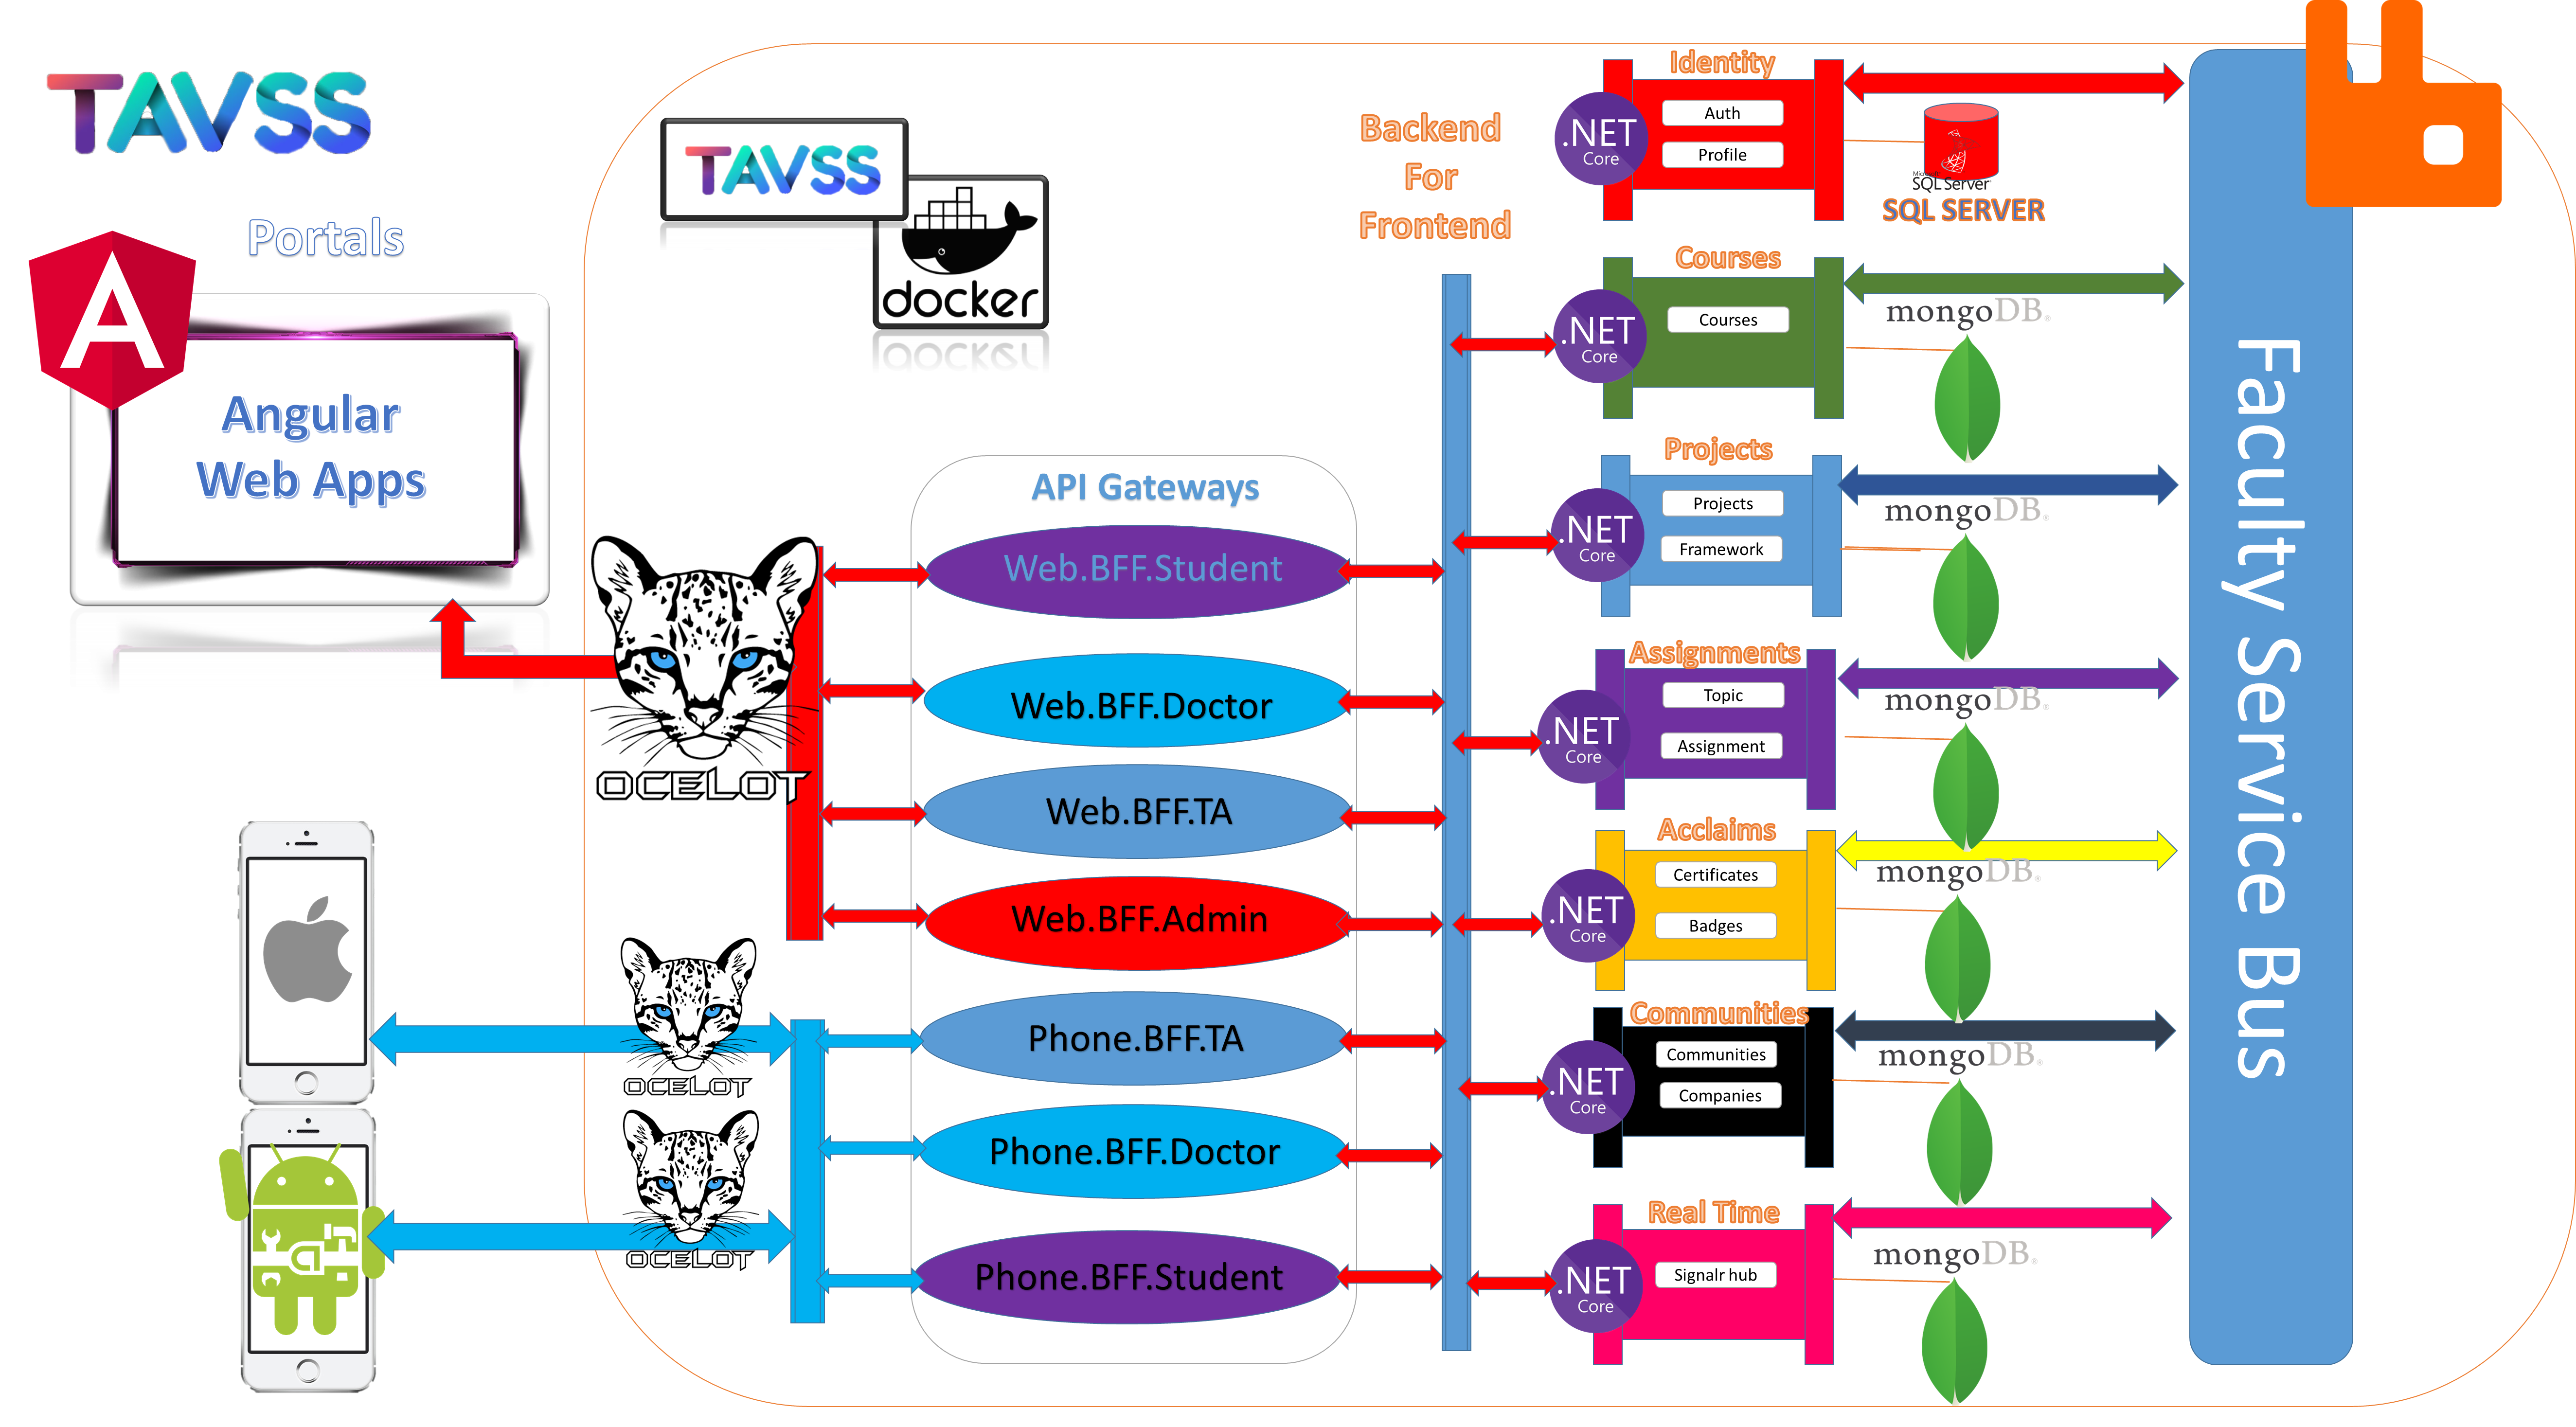 TAVSS
Portals
Angular
Web Apps
TAVSS
docker
OCELOT
OCELOT
OCELOT
API Gateways
Web.BFF.Student
Web.BFF.Doctor
Web.BFF.TA
Web.BFF.Admin
Phone.BFF.TA
Phone.BFF.Doctor
Phone.BFF.Student
Backend
For
Frontend
Identity
.NET
Core
Auth
Profile
Microsoft
SQL Server
SQL SERVER
Courses
.NET
Core
Courses
mongoDB
Projects
.NET
Core
Projects
Framework
mongoDB
Assignments
.NET
Core
Topic
Assignment
mongoDB
Acclaims
.NET
Core
Certificates
Badges
mongoDB
Communities
.NET
Core
Communities
Companies
mongoDB
Real Time
.NET
Core
Signalr hub
mongoDB
Faculty Service Bus